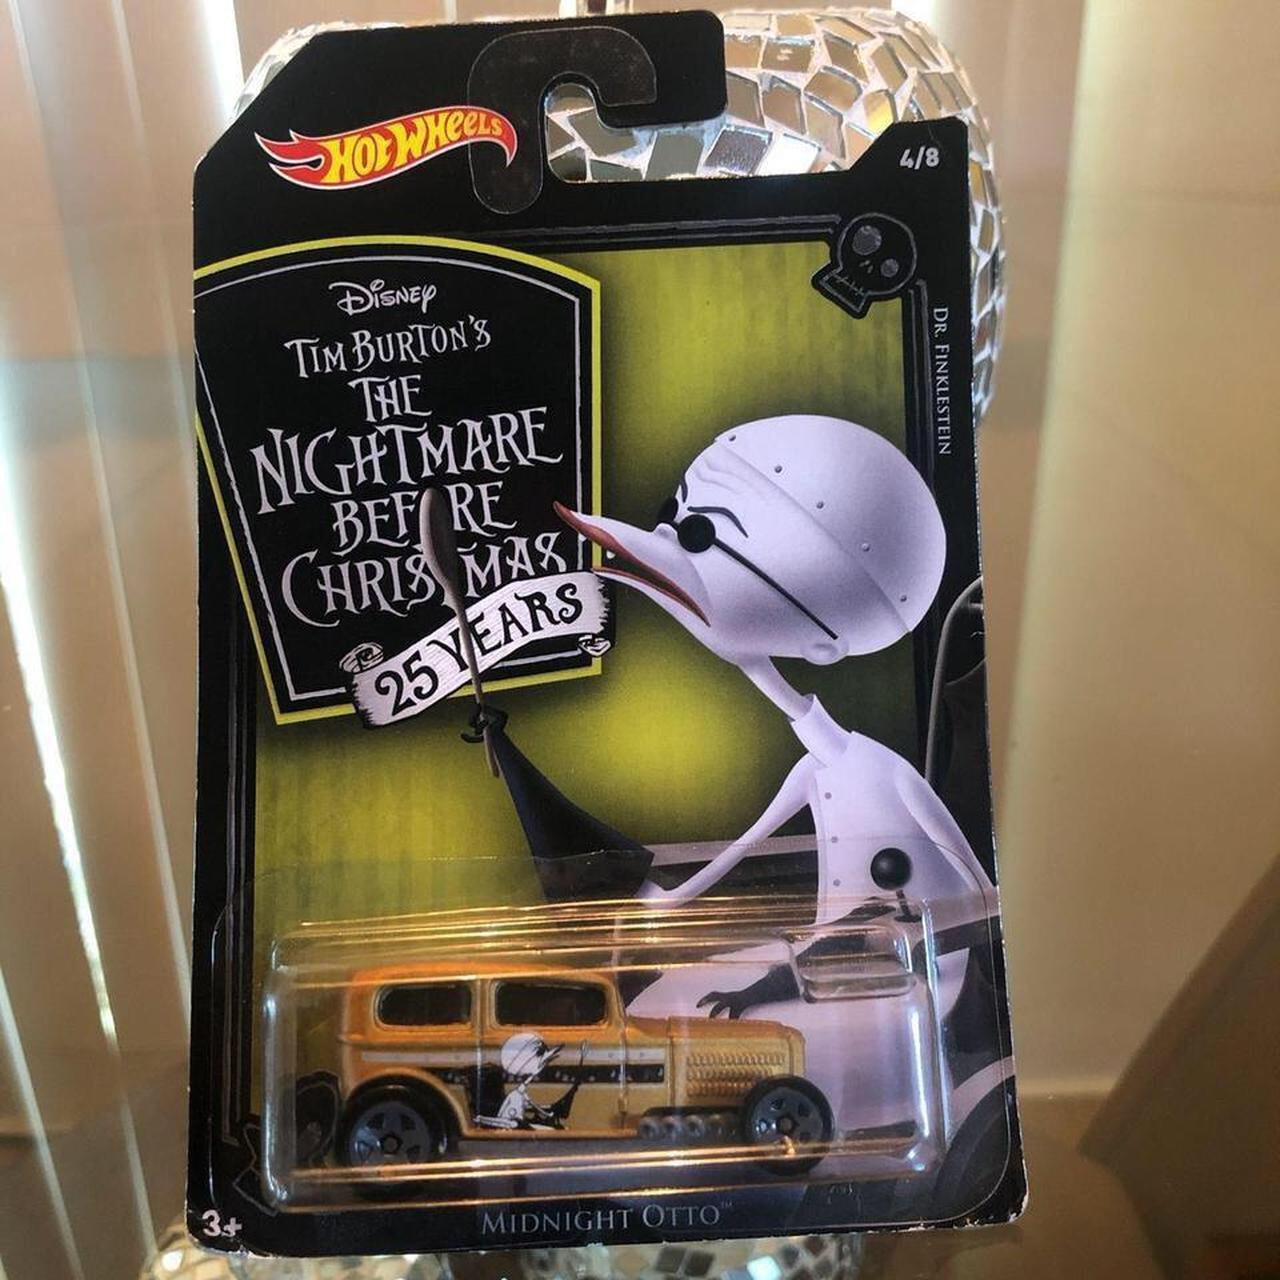 HOT WHEELS
4/8
DISNEY
TIM BURTON'S
THE
NIGHTMARE
BEFORE
CHRISTMAS
25 YEARS
DR. FINKLESTEIN
3+
MIDNIGHT OTTO™